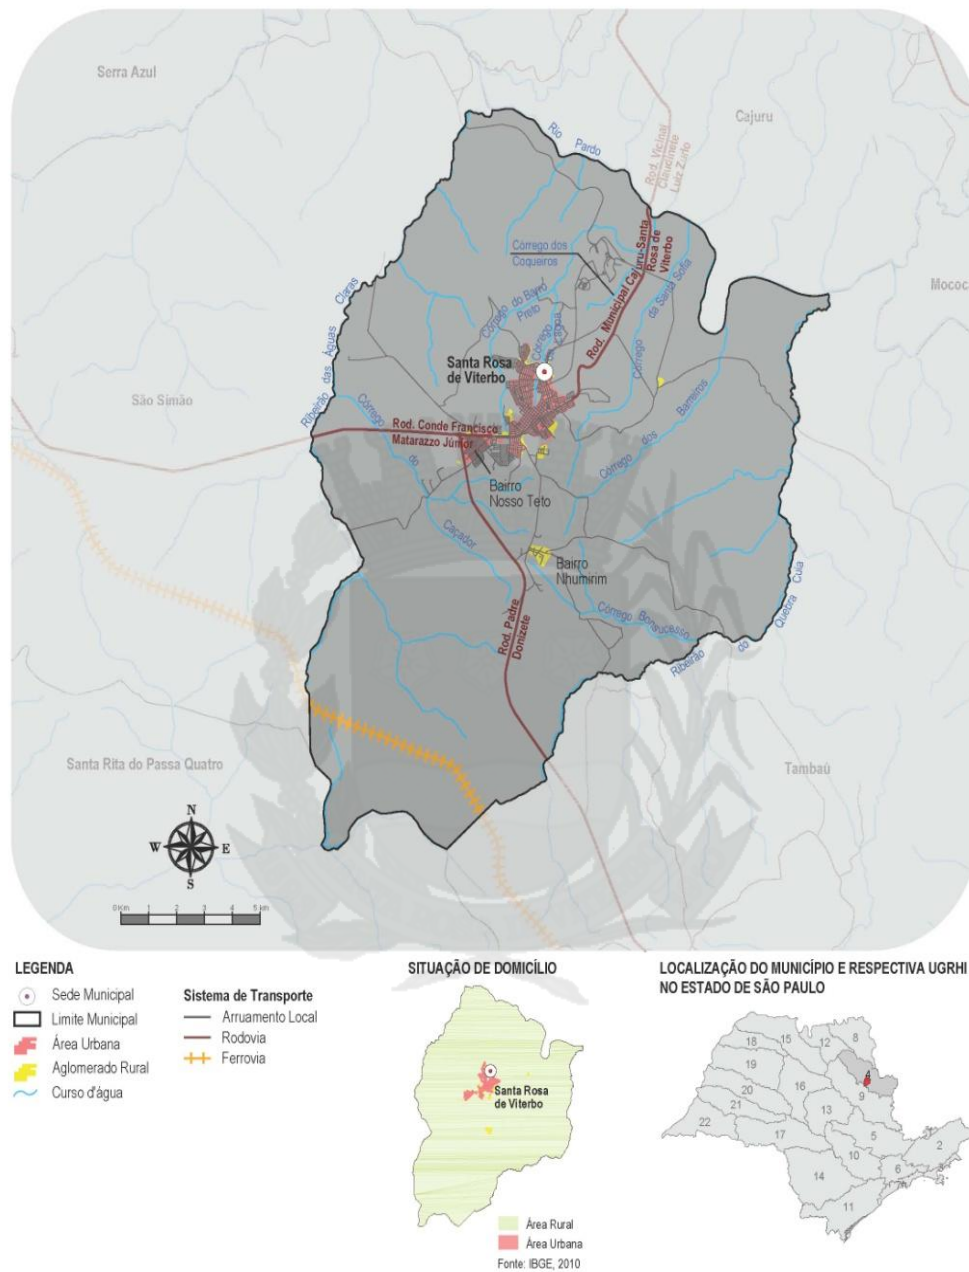 Serra Azul
Cajuru
Rio
Pardo
Rod. Vicinal
Claudinete
Luiz Zurlo
Córrego dos
Coqueiros
Rod. Municipal Cajuru-Santa
Rosa de
Viterbo
da Santa Sofia
Córrego
Mococa
Ribeirão das Águas Claras
Córrego do Barro
Preto
Córrego
da Lagoa
Santa Rosa
de Viterbo
São Simão
Rod. Conde Francisco
Matarazzo Júnior
Córrego dos Barreiros
Córrego do Caçador
Bairro
Nosso Teto
Bairro
Nhumirim
Rod. Padre
Donizete
Córrego Bonsucesso
Ribeirão do Quebra Cuia
Santa Rita do Passa Quatro
Tambaú
N
W E
S
0 Km 1 2 3 4 5 km
LEGENDA
Sede Municipal
Limite Municipal
Área Urbana
Aglomerado Rural
Curso d'água
Sistema de Transporte
Arruamento Local
Rodovia
Ferrovia
SITUAÇÃO DE DOMICÍLIO
Santa Rosa
de Viterbo
Área Rural
Área Urbana
Fonte: IBGE, 2010
LOCALIZAÇÃO DO MUNICÍPIO E RESPECTIVA UGRHI
NO ESTADO DE SÃO PAULO
18 15 12 8
19 4
20 16 9
21 13
22 17 5 2
10 6 3
14
11